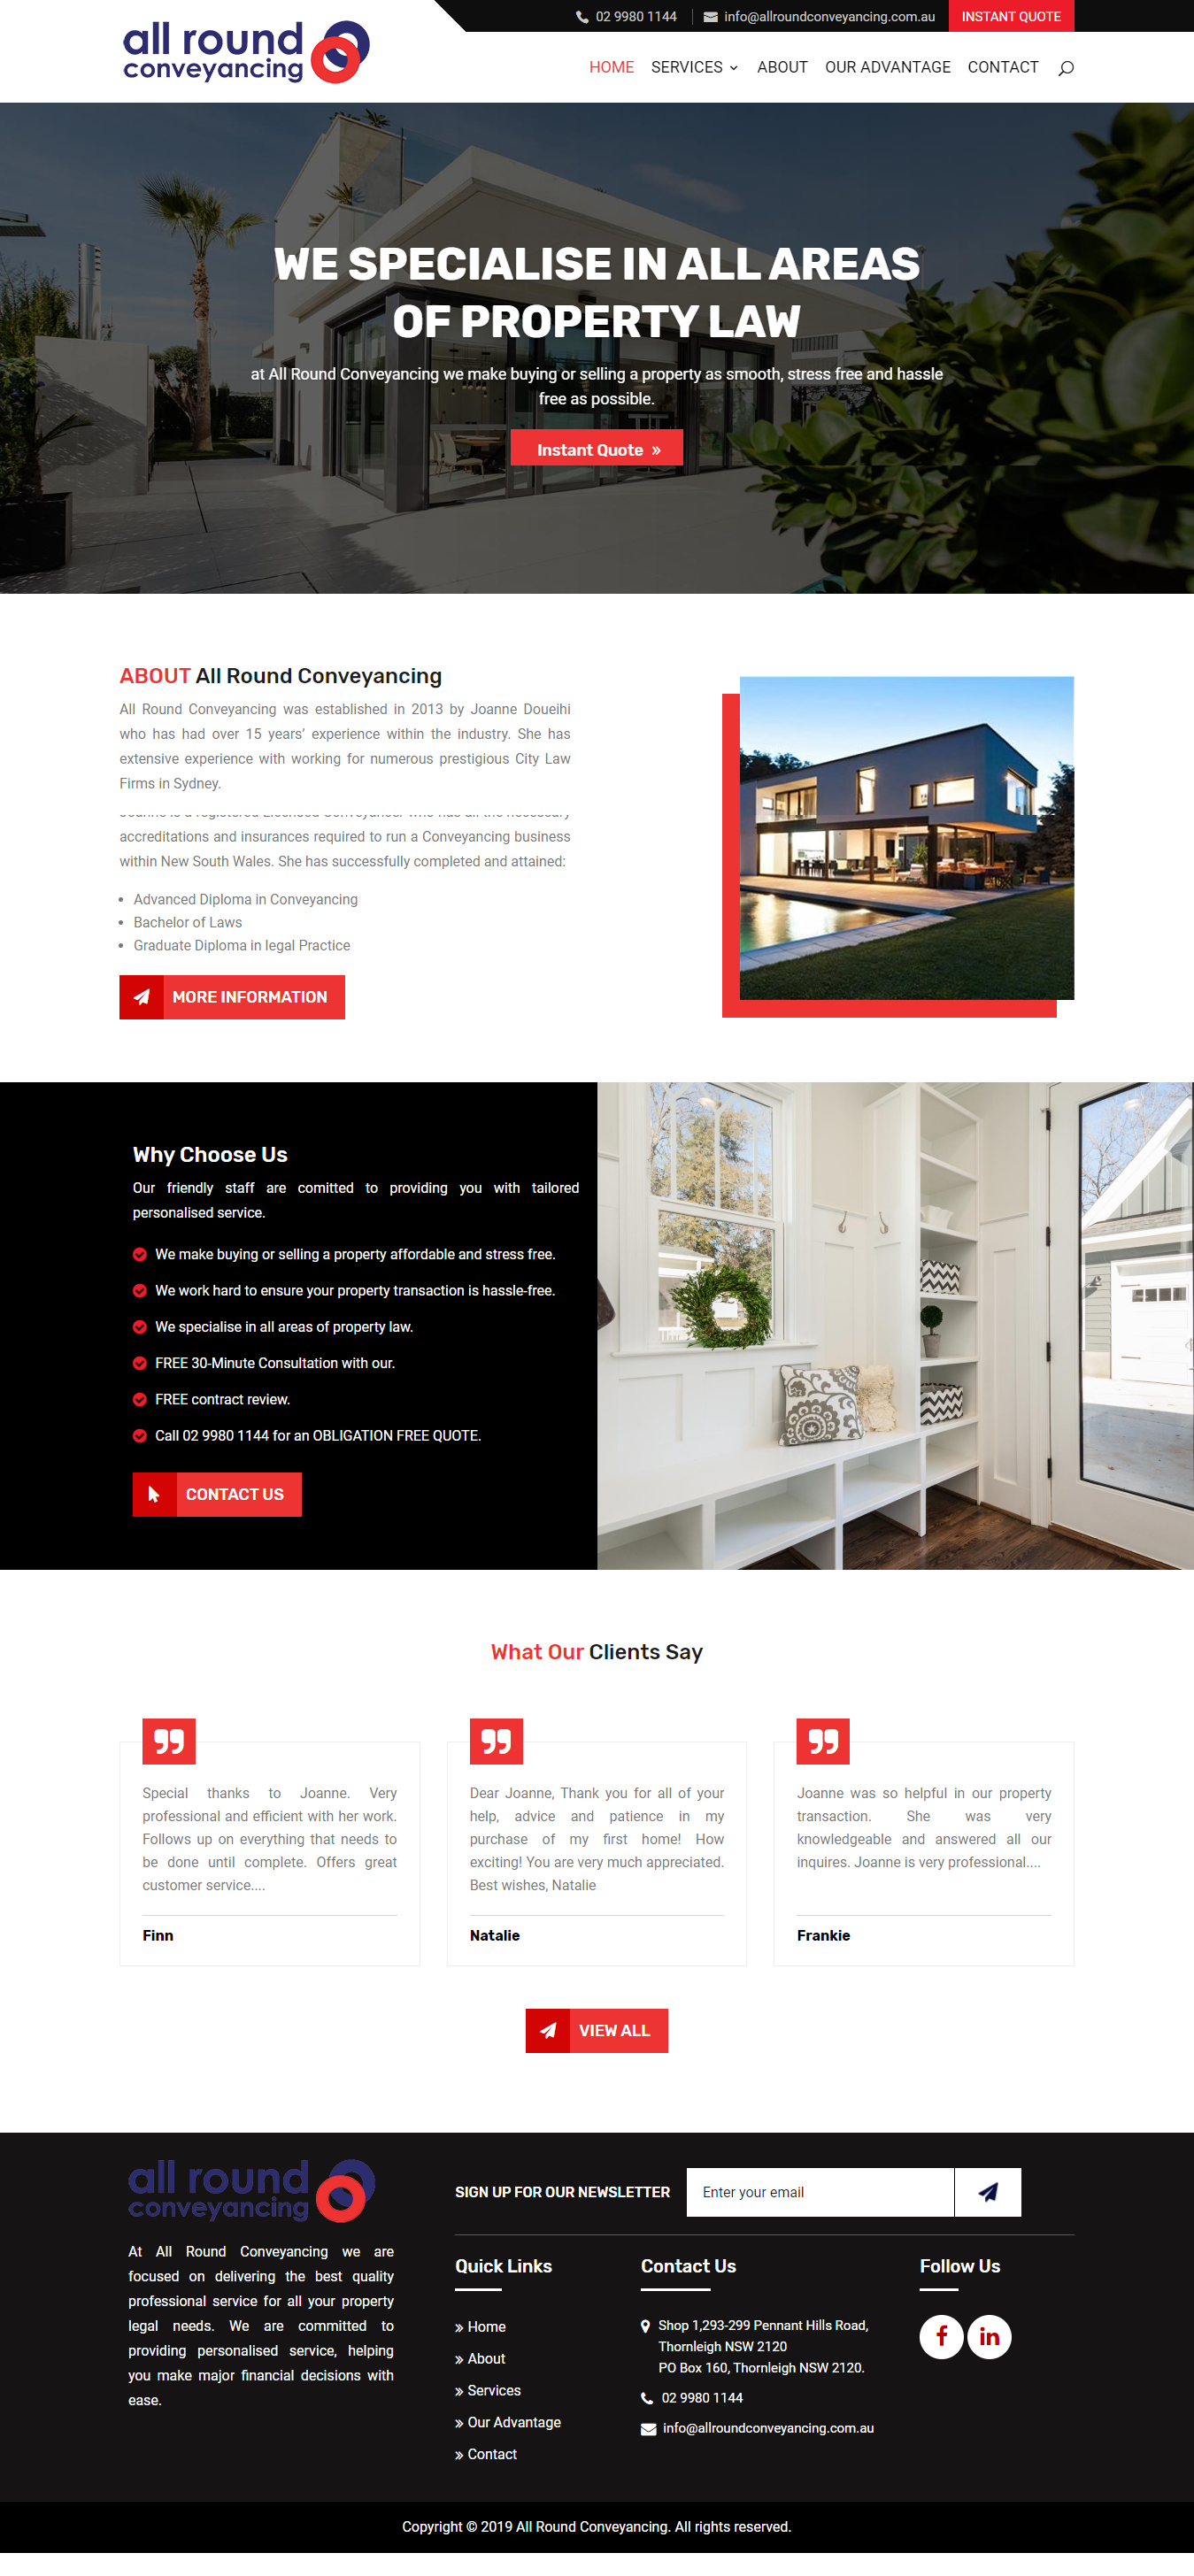 all round
conveyancing
02 9980 1144
info@allroundconveyancing.com.au
INSTANT QUOTE
HOME SERVICES ABOUT OUR ADVANTAGE CONTACT
WE SPECIALISE IN ALL AREAS
OF PROPERTY LAW
at All Round Conveyancing we make buying or selling a property as smooth, stress free and hassle
free as possible.
Instant Quote »
ABOUT All Round Conveyancing
All Round Conveyancing was established in 2013 by Joanne Doueihi
who has had over 15 years’ experience within the industry. She has
extensive experience with working for numerous prestigious City Law
Firms in Sydney.
Joanne is a registered Licensed Conveyancer who has all the necessary
accreditations and insurances required to run a Conveyancing business
within New South Wales. She has successfully completed and attained:
• Advanced Diploma in Conveyancing
• Bachelor of Laws
• Graduate Diploma in legal Practice
MORE INFORMATION
Why Choose Us
Our friendly staff are comitted to providing you with tailored
personalised service.
We make buying or selling a property affordable and stress free.
We work hard to ensure your property transaction is hassle-free.
We specialise in all areas of property law.
FREE 30-Minute Consultation with our.
FREE contract review.
Call 02 9980 1144 for an OBLIGATION FREE QUOTE.
CONTACT US
What Our Clients Say
Special thanks to Joanne. Very
professional and efficient with her work.
Follows up on everything that needs to
be done until complete. Offers great
customer service....
Finn
Dear Joanne, Thank you for all of your
help, advice and patience in my
purchase of my first home! How
exciting! You are very much appreciated.
Best wishes, Natalie
Natalie
Joanne was so helpful in our property
transaction. She was very
knowledgeable and answered all our
inquires. Joanne is very professional....
Frankie
VIEW ALL
all round
conveyancing
At All Round Conveyancing we are
focused on delivering the best quality
professional service for all your property
legal needs. We are committed to
providing personalised service, helping
you make major financial decisions with
ease.
SIGN UP FOR OUR NEWSLETTER
Enter your email
Quick Links
» Home
» About
» Services
» Our Advantage
» Contact
Contact Us
Shop 1,293-299 Pennant Hills Road,
Thornleigh NSW 2120
PO Box 160, Thornleigh NSW 2120.
02 9980 1144
info@allroundconveyancing.com.au
Follow Us
f in
Copyright © 2019 All Round Conveyancing. All rights reserved.